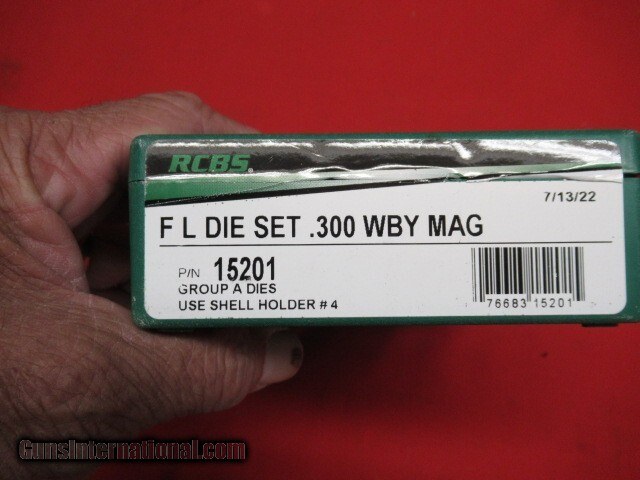 RCBS.
7/13/22
F L DIE SET .300 WBY MAG
P/N 15201
GROUP A DIES
USE SHELL HOLDER # 4
76683 15201
GunsInternational.com